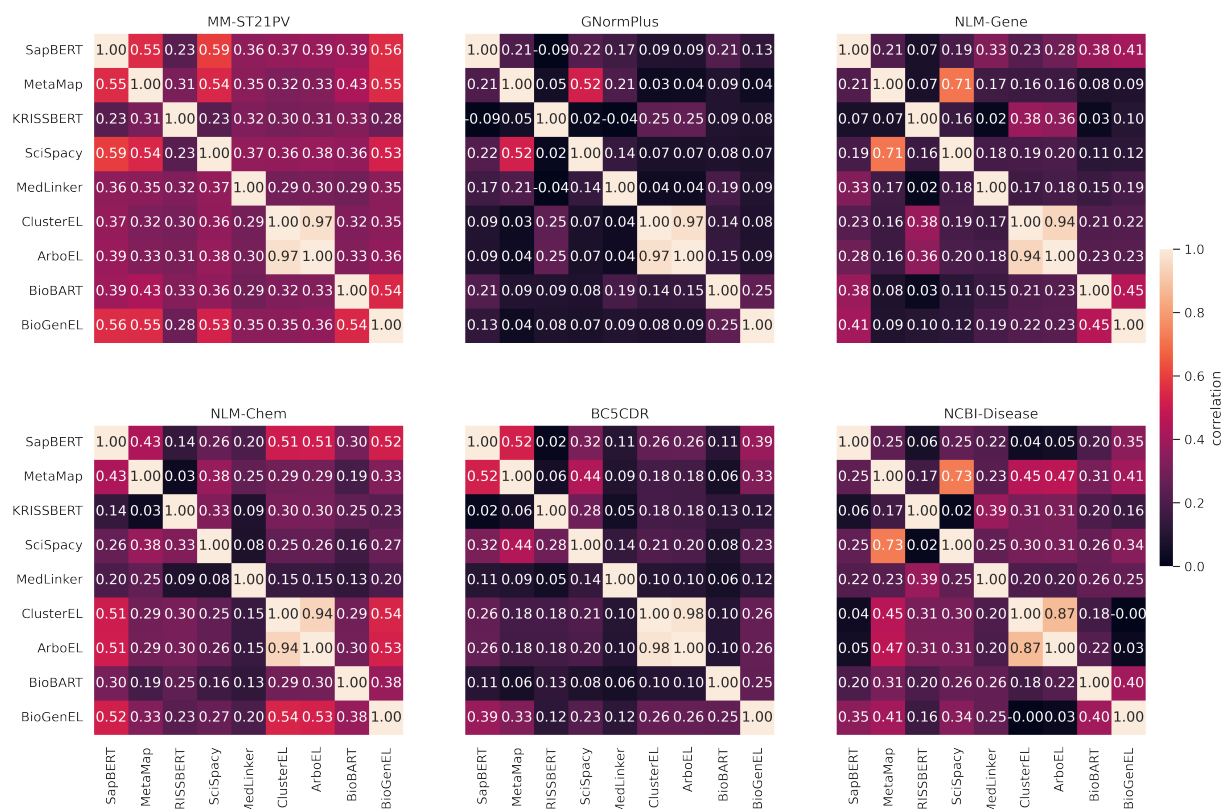 MM-ST21PV GNormPlus NLM-Gene
SapBERT 1.00 0.55 0.23 0.59 0.36 0.37 0.39 0.39 0.56 1.00 0.21 -0.09 0.22 0.17 0.09 0.09 0.21 0.13 1.00 0.21 0.07 0.19 0.33 0.23 0.28 0.38 0.41
MetaMap 0.55 1.00 0.31 0.54 0.35 0.32 0.33 0.43 0.55 0.21 1.00 0.05 0.52 0.21 0.03 0.04 0.09 0.04 0.21 1.00 0.07 0.71 0.17 0.16 0.16 0.08 0.09
KRISSBERT 0.23 0.31 1.00 0.23 0.32 0.30 0.31 0.33 0.28 -0.09 0.05 1.00 0.02 -0.04 0.25 0.25 0.09 0.08 0.07 0.07 1.00 0.16 0.02 0.38 0.36 0.03 0.10
SciSpacy 0.59 0.54 0.23 1.00 0.37 0.36 0.38 0.36 0.53 0.22 0.52 0.02 1.00 0.14 0.07 0.07 0.08 0.07 0.19 0.71 0.16 1.00 0.18 0.19 0.20 0.11 0.12
MedLinker 0.36 0.35 0.32 0.37 1.00 0.29 0.30 0.29 0.35 0.17 0.21 -0.04 0.14 1.00 0.04 0.04 0.19 0.09 0.33 0.17 0.02 0.18 1.00 0.17 0.18 0.15 0.19
ClusterEL 0.37 0.32 0.30 0.36 0.29 1.00 0.97 0.32 0.35 0.09 0.03 0.25 0.07 0.04 1.00 0.97 0.14 0.08 0.23 0.16 0.38 0.19 0.17 1.00 0.94 0.21 0.22
ArboEL 0.39 0.33 0.31 0.38 0.30 0.97 1.00 0.33 0.36 0.09 0.04 0.25 0.07 0.04 0.97 1.00 0.15 0.09 0.28 0.16 0.36 0.20 0.18 0.94 1.00 0.23 0.23
BioBART 0.39 0.43 0.33 0.36 0.29 0.32 0.33 1.00 0.54 0.21 0.09 0.09 0.08 0.19 0.14 0.15 1.00 0.25 0.38 0.08 0.03 0.11 0.15 0.21 0.23 1.00 0.45
BioGenEL 0.56 0.55 0.28 0.53 0.35 0.35 0.36 0.54 1.00 0.13 0.04 0.08 0.07 0.09 0.08 0.09 0.25 1.00 0.41 0.09 0.10 0.12 0.19 0.22 0.23 0.45 1.00
NLM-Chem BC5CDR NCBI-Disease
SapBERT 1.00 0.43 0.14 0.26 0.20 0.51 0.51 0.30 0.52 1.00 0.52 0.02 0.32 0.11 0.26 0.26 0.11 0.39 1.00 0.25 0.06 0.25 0.22 0.04 0.05 0.20 0.35
MetaMap 0.43 1.00 0.03 0.38 0.25 0.29 0.29 0.19 0.33 0.52 1.00 0.06 0.44 0.09 0.18 0.18 0.06 0.33 0.25 1.00 0.17 0.73 0.23 0.45 0.47 0.31 0.41
KRISSBERT 0.14 0.03 1.00 0.33 0.09 0.30 0.30 0.25 0.23 0.02 0.06 1.00 0.28 0.05 0.18 0.18 0.13 0.12 0.06 0.17 1.00 0.02 0.39 0.31 0.31 0.20 0.16
SciSpacy 0.26 0.38 0.33 1.00 0.08 0.25 0.26 0.16 0.27 0.32 0.44 0.28 1.00 0.14 0.21 0.20 0.08 0.23 0.25 0.73 0.02 1.00 0.25 0.30 0.31 0.26 0.34
MedLinker 0.20 0.25 0.09 0.08 1.00 0.15 0.15 0.13 0.20 0.11 0.09 0.05 0.14 1.00 0.10 0.10 0.06 0.12 0.22 0.23 0.39 0.25 1.00 0.20 0.20 0.26 0.25
ClusterEL 0.51 0.29 0.30 0.25 0.15 1.00 0.94 0.29 0.54 0.26 0.18 0.18 0.21 0.10 1.00 0.98 0.10 0.26 0.04 0.45 0.31 0.30 0.20 1.00 0.87 0.18 -0.00
ArboEL 0.51 0.29 0.30 0.26 0.15 0.94 1.00 0.30 0.53 0.26 0.18 0.18 0.20 0.10 0.98 1.00 0.10 0.26 0.05 0.47 0.31 0.31 0.20 0.87 1.00 0.22 0.03
BioBART 0.30 0.19 0.25 0.16 0.13 0.29 0.30 1.00 0.38 0.11 0.06 0.13 0.08 0.06 0.10 0.10 1.00 0.25 0.20 0.31 0.20 0.26 0.26 0.18 0.22 1.00 0.40
BioGenEL 0.52 0.33 0.23 0.27 0.20 0.54 0.53 0.38 1.00 0.39 0.33 0.12 0.23 0.12 0.26 0.26 0.25 1.00 0.35 0.41 0.16 0.34 0.25 -0.00 0.03 0.40 1.00
SapBERT MetaMap RISSBERT SciSpacy MedLinker ClusterEL ArboEL BioBART BioGenEL SapBERT MetaMap RISSBERT SciSpacy MedLinker ClusterEL ArboEL BioBART BioGenEL SapBERT MetaMap RISSBERT SciSpacy MedLinker ClusterEL ArboEL BioBART BioGenEL
1.0
0.8
0.6
0.4
0.2
0.0
correlation